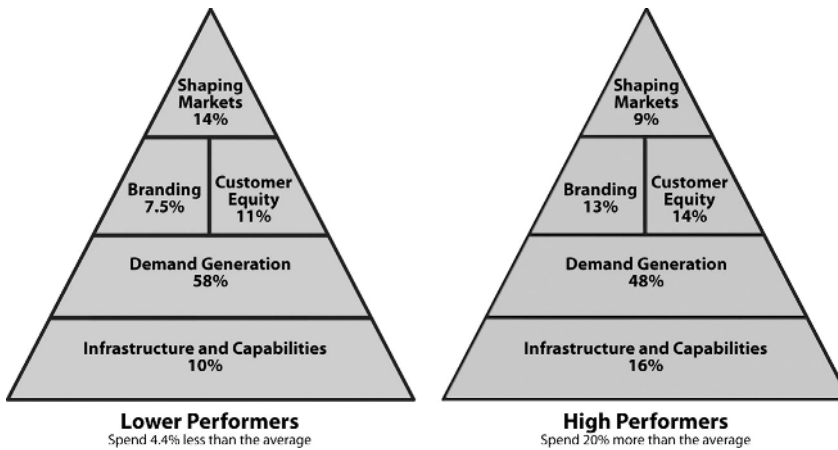 Shaping
Markets
14%
Branding
7.5%
Customer
Equity
11%
Demand Generation
58%
Infrastructure and Capabilities
10%
Lower Performers
Spend 4.4% less than the average
Shaping
Markets
9%
Branding
13%
Customer
Equity
14%
Demand Generation
48%
Infrastructure and Capabilities
16%
High Performers
Spend 20% more than the average